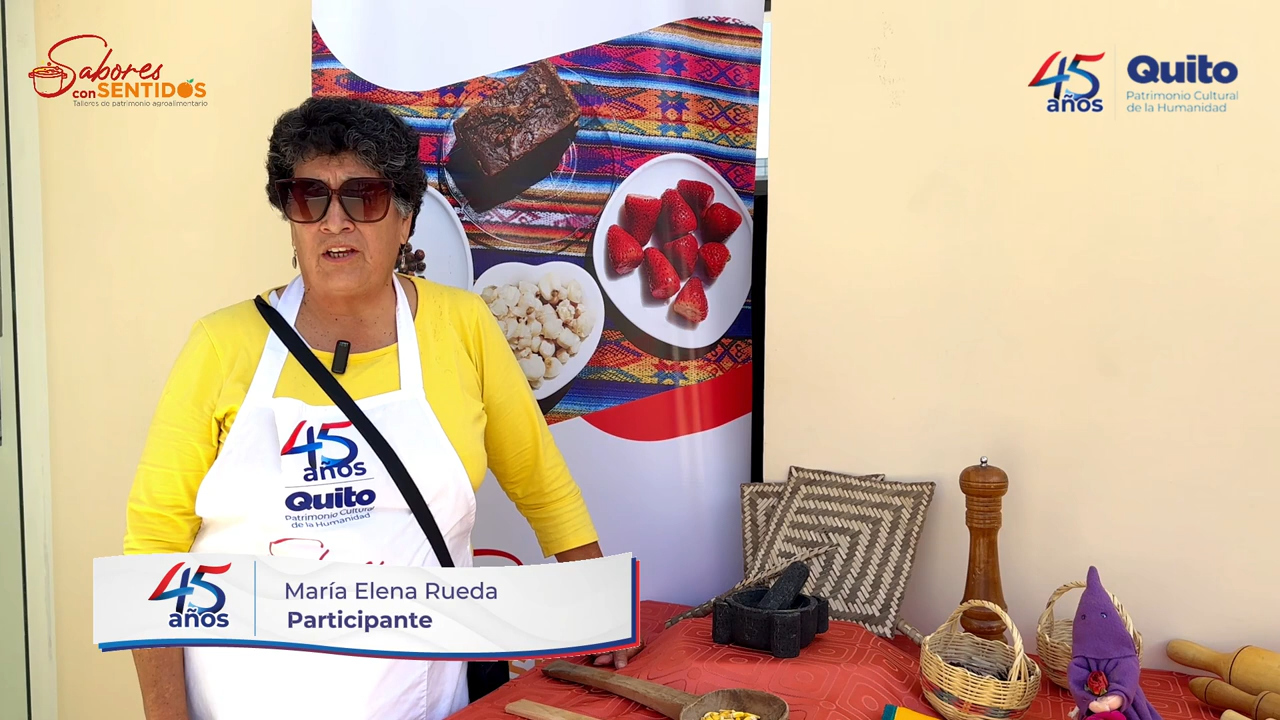 Sabores
con SENTIDOS
Talleres de patrimonio agroalimentario
45
años
Quito
Patrimonio Cultural
de la Humanidad
45
años
Quito
Patrimonio Cultural
de la Humanidad
45
años
María Elena Rueda
Participante